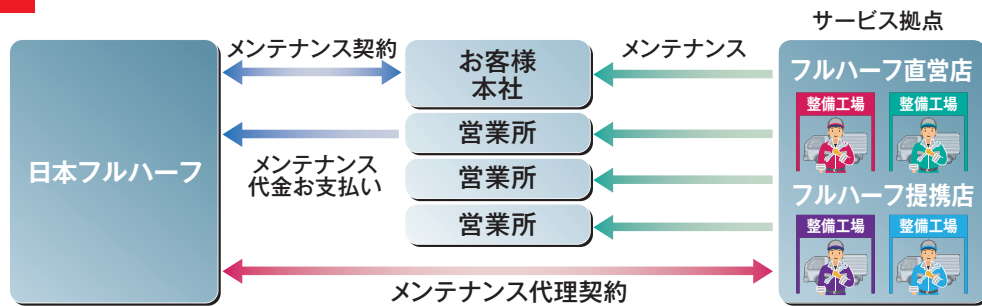 サービス拠点
メンテナンス契約
お客様
本社
メンテナンス
フルハーフ直営店
整備工場
整備工場
営業所
日本フルハーフ
メンテナンス
代金お支払い
営業所
フルハーフ提携店
営業所
整備工場
整備工場
メンテナンス代理契約